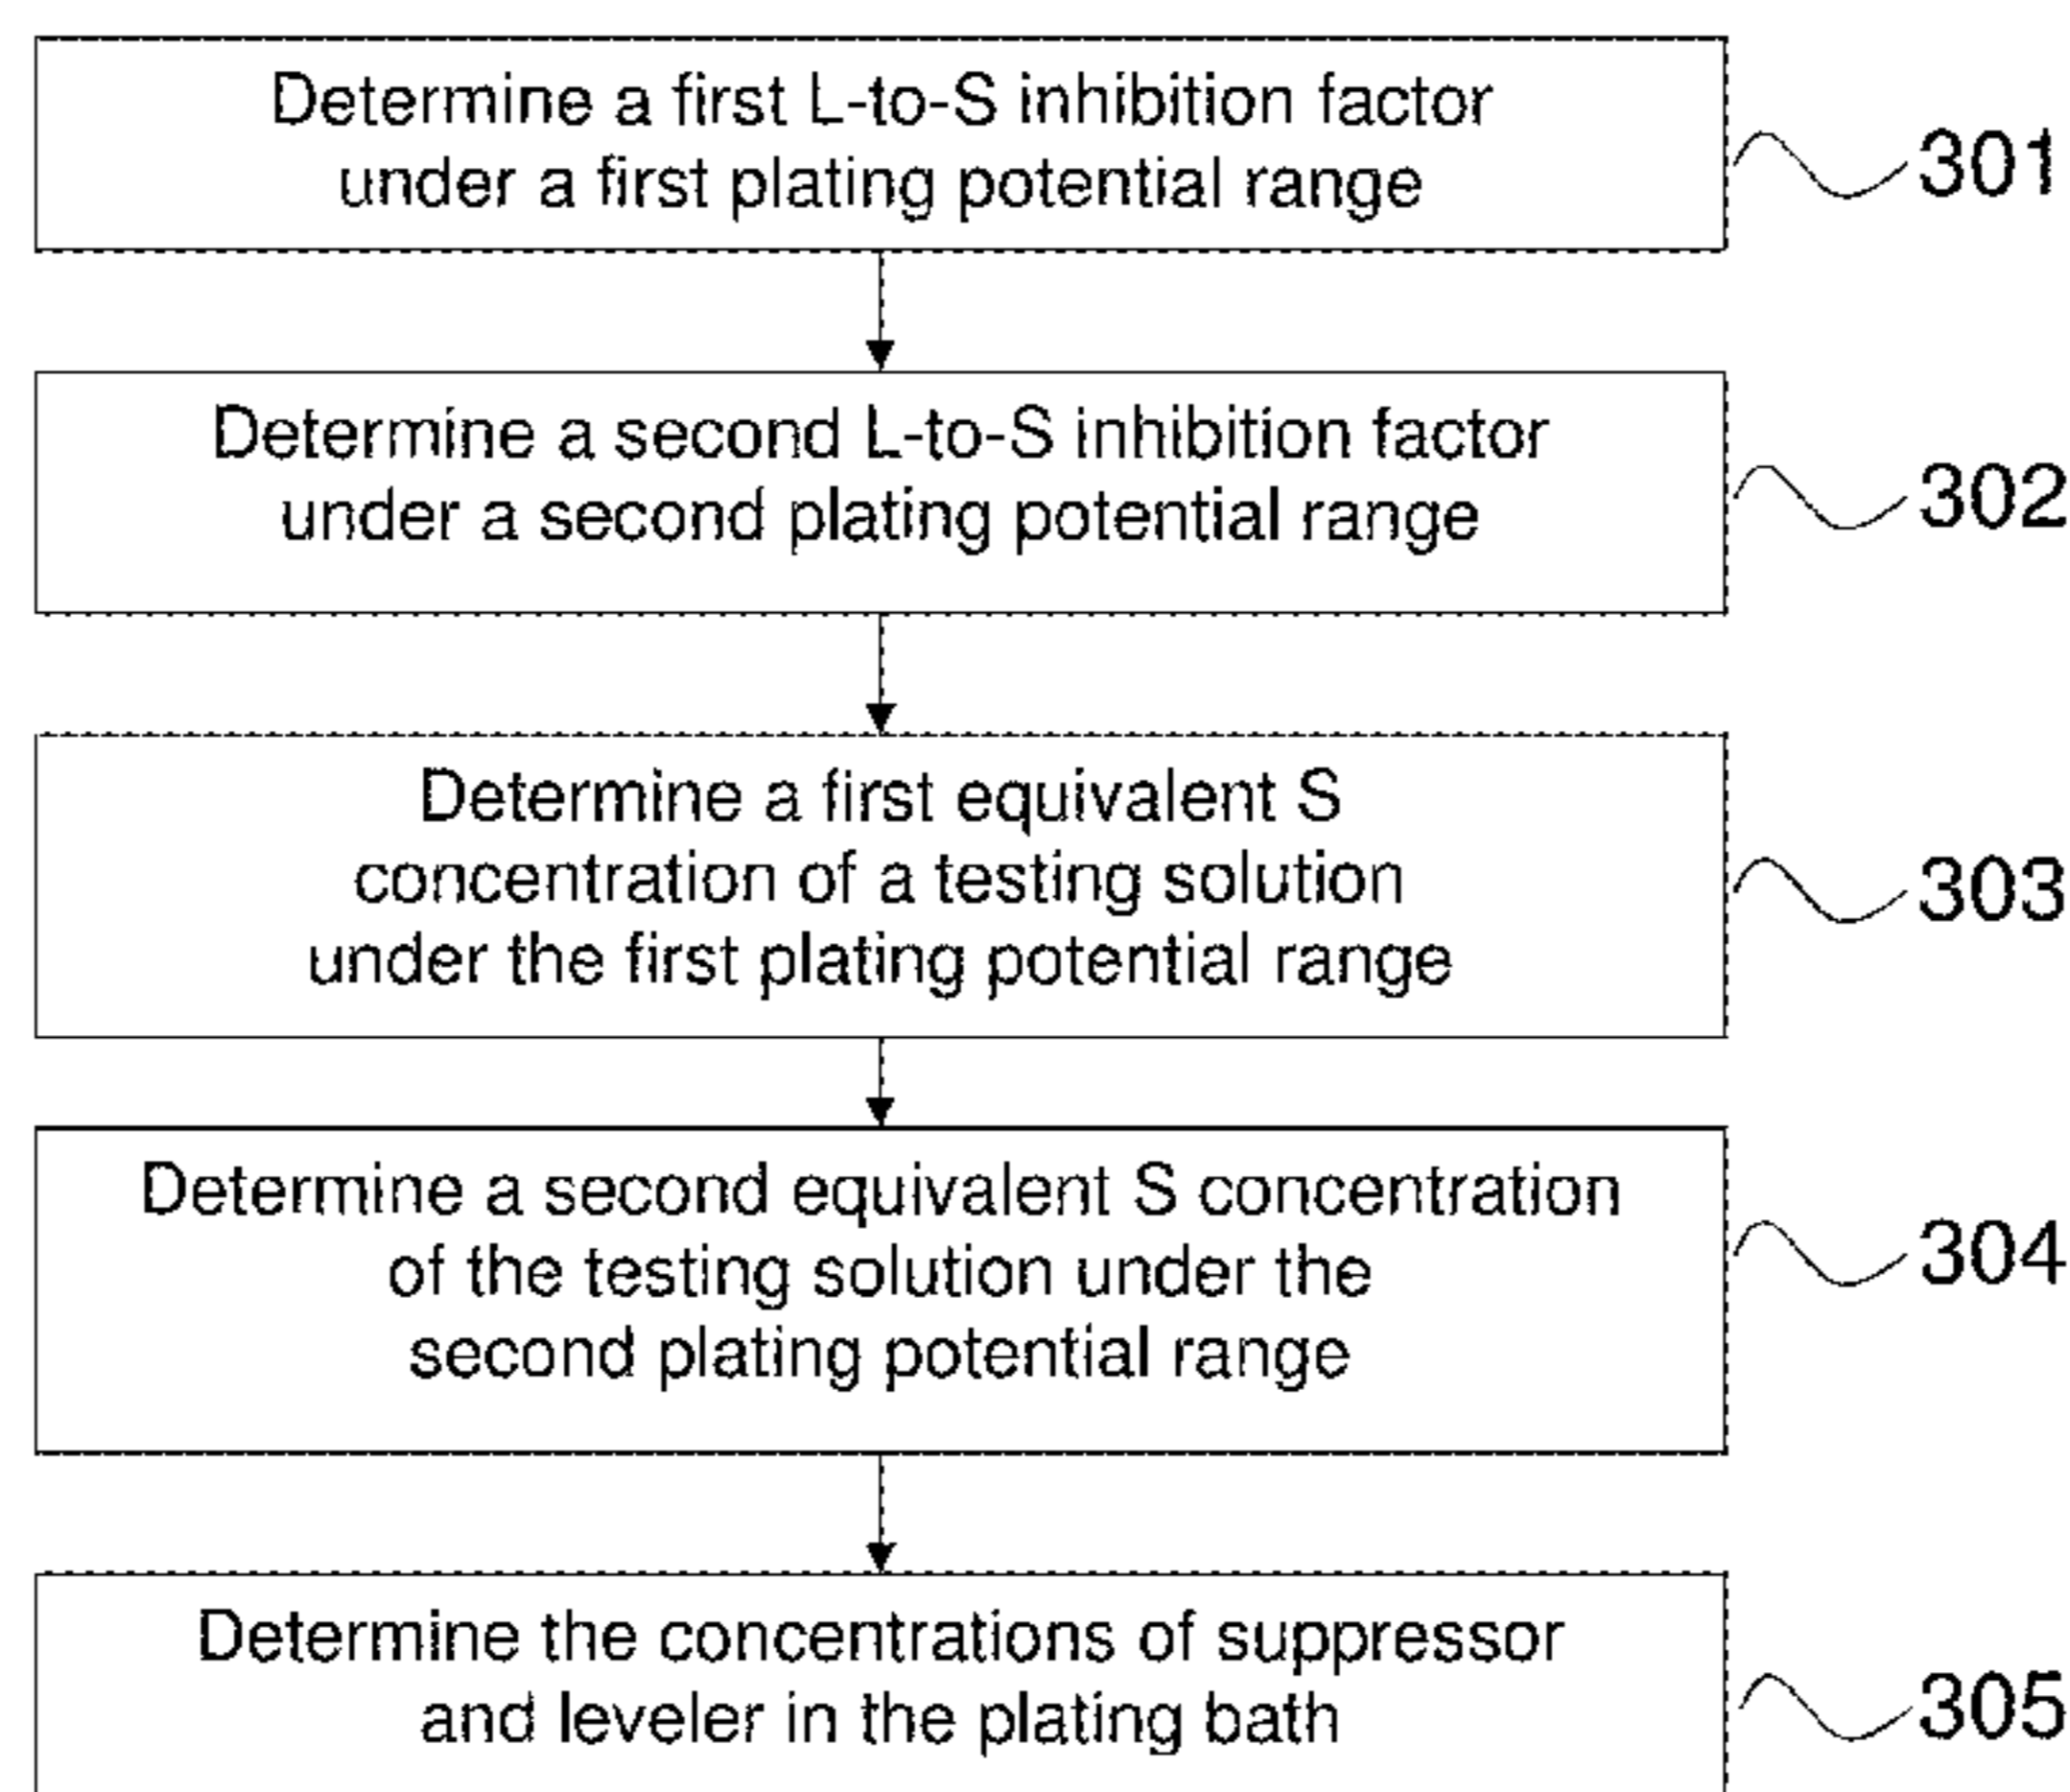 Determine a first L-to-S inhibition factor
under a first plating potential range
301
Determine a second L-to-S inhibition factor
under a second plating potential range
302
Determine a first equivalent S
concentration of a testing solution
under the first plating potential range
303
Determine a second equivalent S concentration
of the testing solution under the
second plating potential range
304
Determine the concentrations of suppressor
and leveler in the plating bath
305